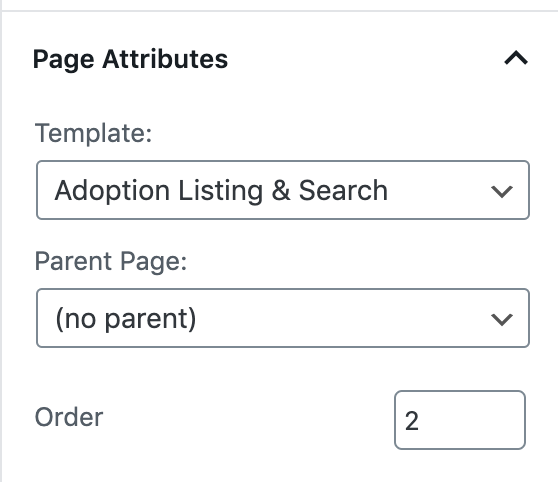 Page Attributes
Template:
Adoption Listing & Search
Parent Page:
(no parent)
Order
2